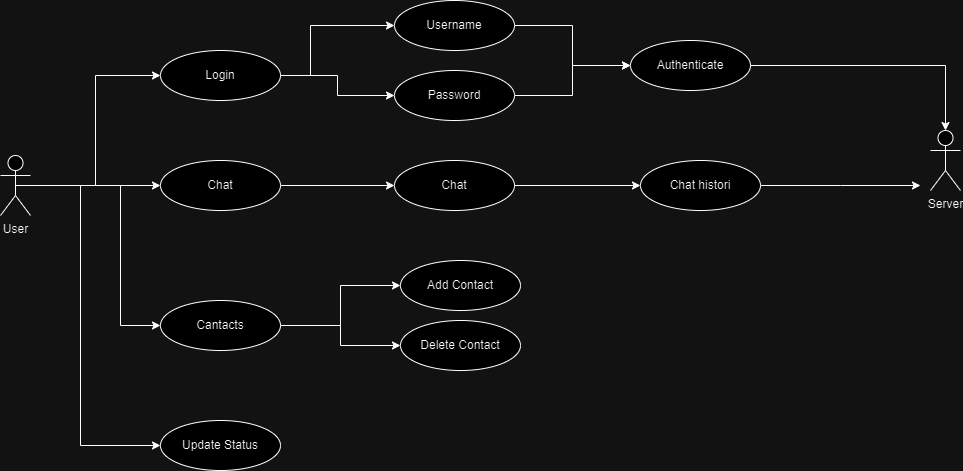 Username
Login
Authenticate
Password
Chat
Chat
Chat histori
User
Server
Add Contact
Cantacts
Delete Contact
Update Status